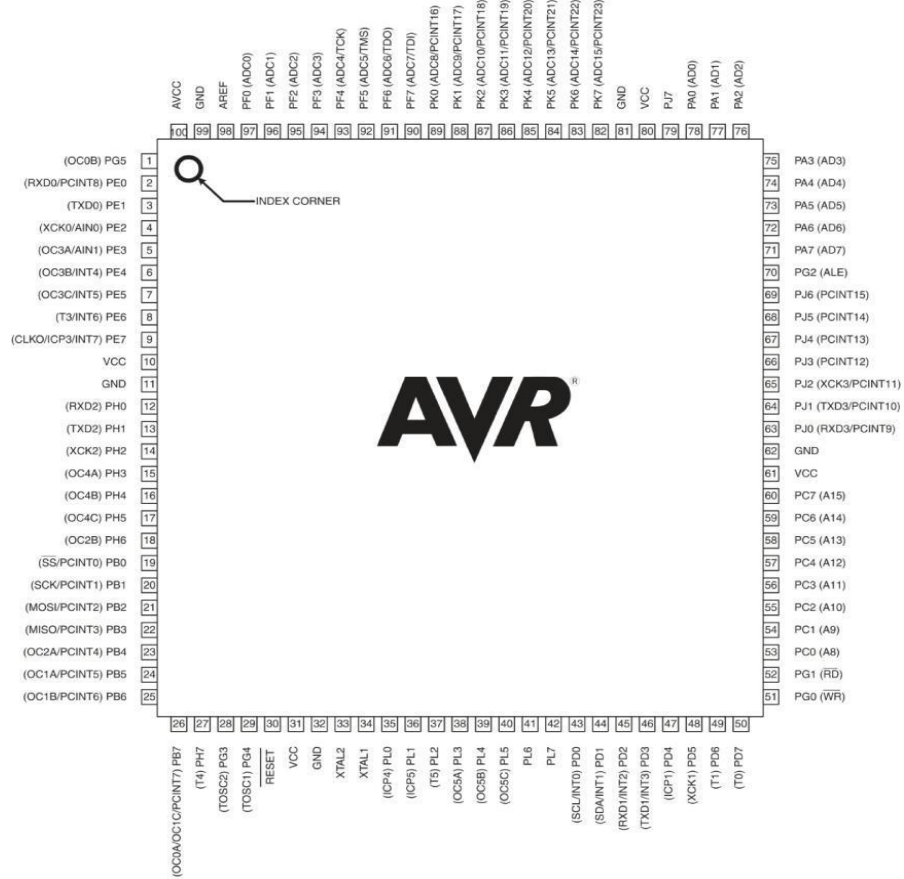 AVCC
GND
AREF
PF0 (ADC0)
PF1 (ADC1)
PF2 (ADC2)
PF3 (ADC3)
PF4 (ADC4/TCK)
PF5 (ADC5/TMS)
PF6 (ADC6/TDO)
PF7 (ADC7/TDI)
PK0 (ADC8/PCINT16)
PK1 (ADC9/PCINT17)
PK2 (ADC10/PCINT18)
PK3 (ADC11/PCINT19)
PK4 (ADC12/PCINT20)
PK5 (ADC13/PCINT21)
PK6 (ADC14/PCINT22)
PK7 (ADC15/PCINT23)
GND
VCC
PJ7
PA0 (AD0)
PA1 (AD1)
PA2 (AD2)
100 99 98 97 96 95 94 93 92 91 90 89 88 87 86 85 84 83 82 81 80 79 78 77 76
(OC0B) PG5 1
(RXD0/PCINT8) PE0 2
(TXD0) PE1 3
(XCK0/AIN0) PE2 4
(OC3A/AIN1) PE3 5
(OC3B/INT4) PE4 6
(OC3C/INT5) PE5 7
(T3/INT6) PE6 8
(CLKO/ICP3/INT7) PE7 9
VCC 10
GND 11
(RXD2) PH0 12
(TXD2) PH1 13
(XCK2) PH2 14
(OC4A) PH3 15
(OC4B) PH4 16
(OC4C) PH5 17
(OC2B) PH6 18
(SS/PCINT0) PB0 19
(SCK/PCINT1) PB1 20
(MOSI/PCINT2) PB2 21
(MISO/PCINT3) PB3 22
(OC2A/PCINT4) PB4 23
(OC1A/PCINT5) PB5 24
(OC1B/PCINT6) PB6 25
INDEX CORNER
AVR®
75 PA3 (AD3)
74 PA4 (AD4)
73 PA5 (AD5)
72 PA6 (AD6)
71 PA7 (AD7)
70 PG2 (ALE)
69 PJ6 (PCINT15)
68 PJ5 (PCINT14)
67 PJ4 (PCINT13)
66 PJ3 (PCINT12)
65 PJ2 (XCK3/PCINT11)
64 PJ1 (TXD3/PCINT10)
63 PJ0 (RXD3/PCINT9)
62 GND
61 VCC
60 PC7 (A15)
59 PC6 (A14)
58 PC5 (A13)
57 PC4 (A12)
56 PC3 (A11)
55 PC2 (A10)
54 PC1 (A9)
53 PC0 (A8)
52 PG1 (RD)
51 PG0 (WR)
26 27 28 29 30 31 32 33 34 35 36 37 38 39 40 41 42 43 44 45 46 47 48 49 50
(OC0A/OC1C/PCINT7) PB7
(T4) PH7
(TOSC2) PG3
(TOSC1) PG4
RESET
VCC
GND
XTAL2
XTAL1
(ICP4) PL0
(ICP5) PL1
(T5) PL2
(OC5A) PL3
(OC5B) PL4
(OC5C) PL5
PL6
PL7
(SCL/INT0) PD0
(SDA/INT1) PD1
(RXD1/INT2) PD2
(TXD1/INT3) PD3
(ICP1) PD4
(XCK1) PD5
(T1) PD6
(T0) PD7